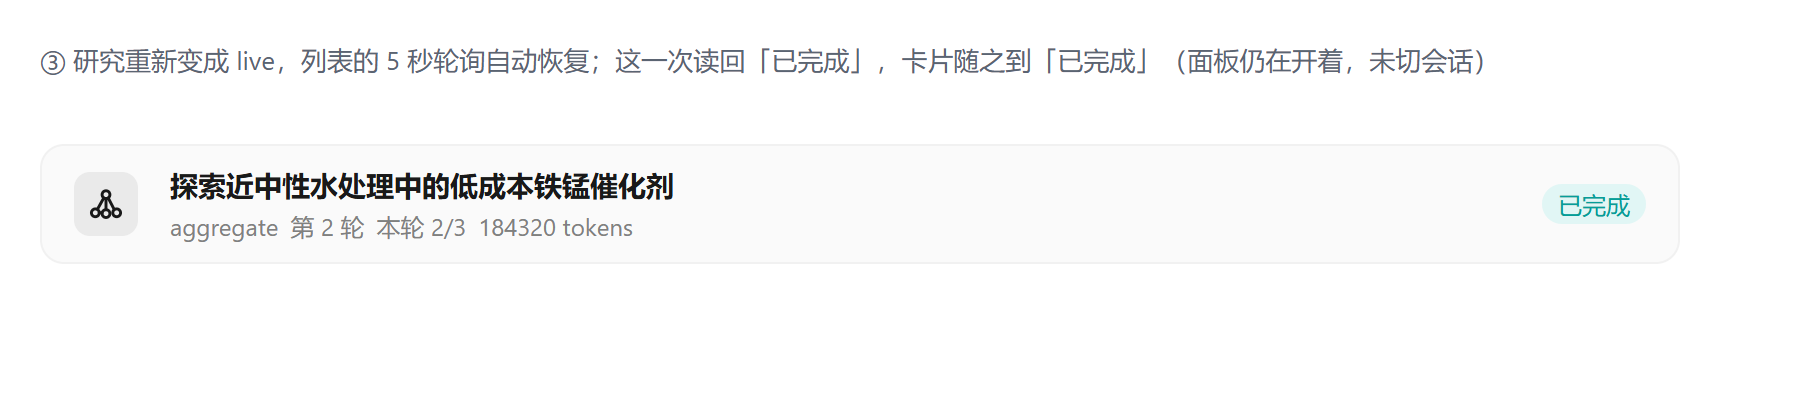 ③ 研究重新变成 live，列表的 5 秒轮询自动恢复；这一次读回「已完成」，卡片随之到「已完成」（面板仍在开着，未切会话）
探索近中性水处理中的低成本铁锰催化剂
aggregate 第 2 轮 本轮 2/3 184320 tokens
已完成